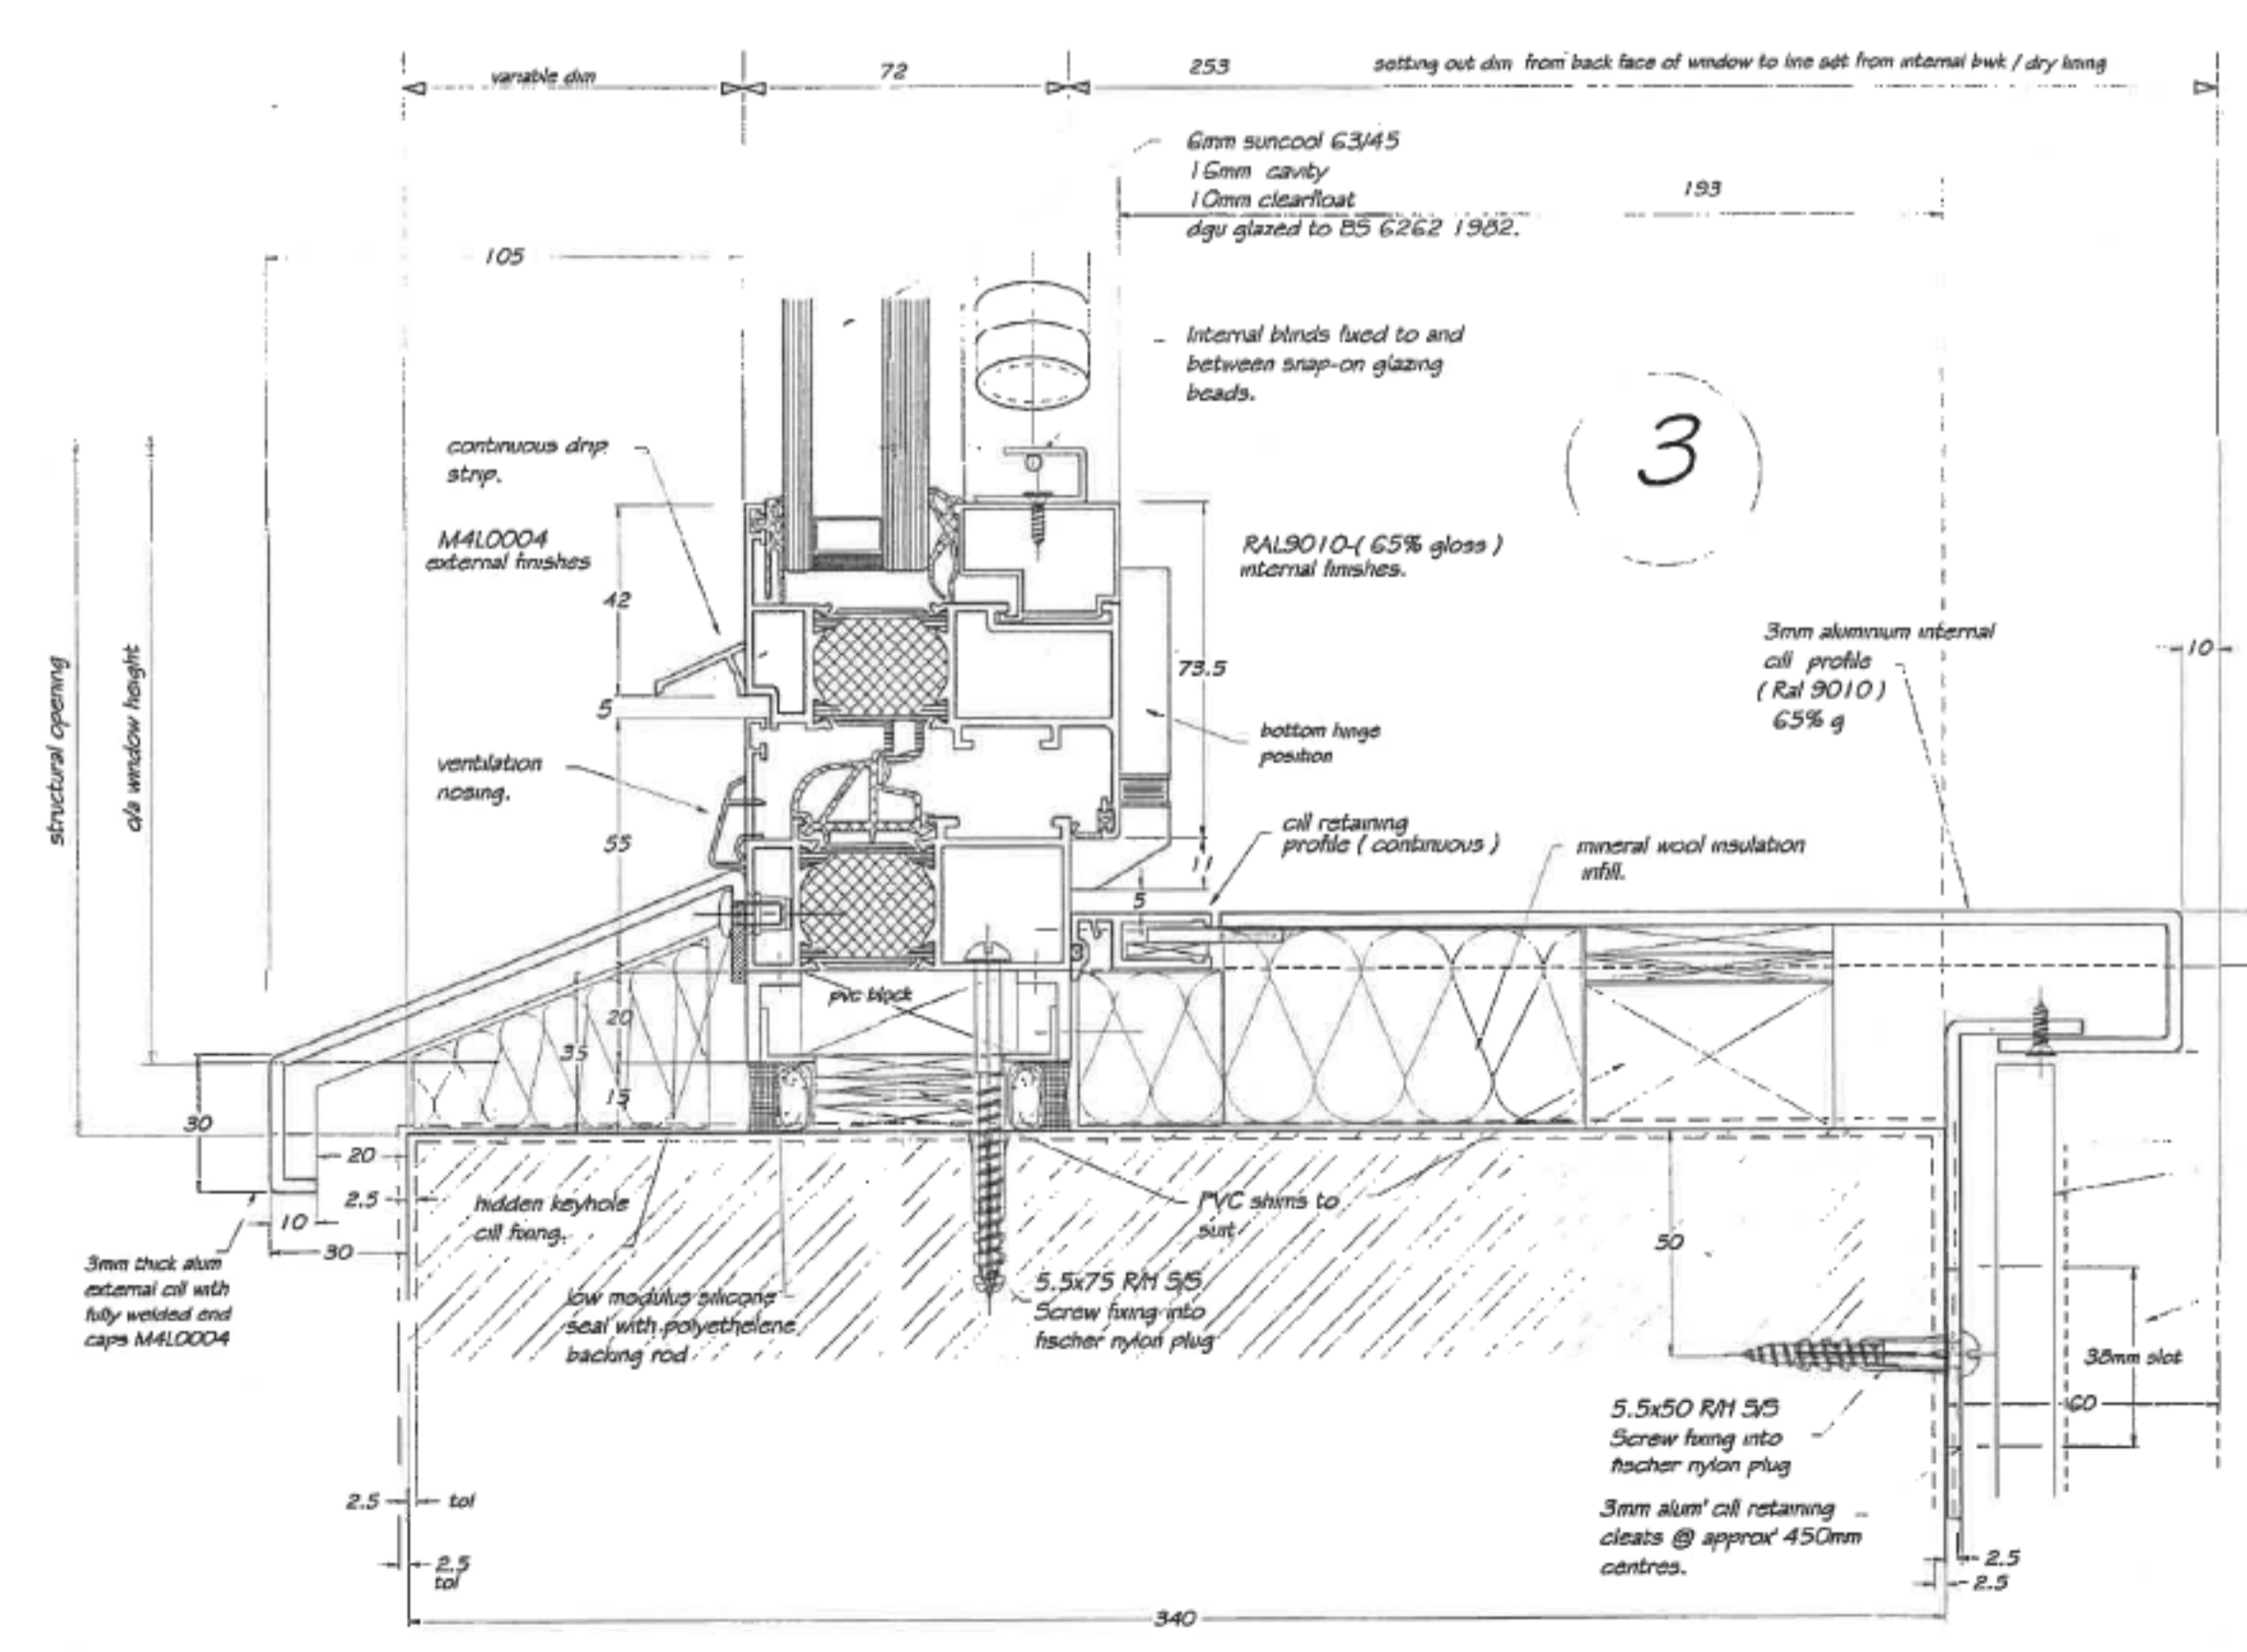 variable dim
72
253
setting out dim from back face of window to line set from internal bwk / dry lining
6mm suncool 63/45
16mm cavity
10mm clearfloat
dgu glazed to BS 6262 1982.
193
105
Internal blinds fixed to and
between snap-on glazing
beads.
3
continuous drip
strip.
M4L0004
external finishes
RAL9010-( 65% gloss )
internal finishes.
42
73.5
5
3mm aluminium internal
cill profile
( Ral 9010 )
65% g
10
structural opening
o/a window height
bottom hinge
position
ventilation
nosing.
55
cill retaining
profile ( continuous )
mineral wool insulation
infill.
11
5
pvc block
20
35
15
30
20
2.5
10
30
hidden keyhole
cill fixing.
PVC shims to
suit
50
3mm thick alum
external cill with
fully welded end
caps M4L0004
low modulus silicone
seal with polyethelene
backing rod
5.5x75 R/H S/S
Screw fixing into
fischer nylon plug
38mm slot
60
5.5x50 R/H S/S
Screw fixing into
fischer nylon plug
2.5
tol
3mm alum' cill retaining
cleats @ approx' 450mm
centres.
2.5
tol
2.5
2.5
340